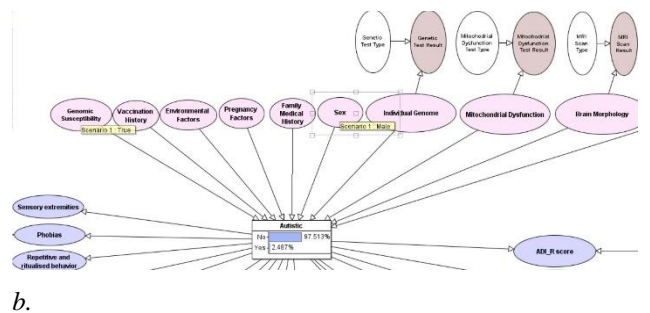 Genetic
Test Type
Genetic
Test Result
Mitochondrial
Dysfunction
Test Type
Mitochondrial
Dysfunction
Test Result
MRI
Scan
Type
MRI
Scan
Result
Genomic
Susceptibility
Vaccination
History
Environmental
Factors
Pregnancy
Factors
Family
Medical
History
Sex
Individual Genome
Mitochondrial Dysfunction
Brain Morphology
Scenario 1 : True
Scenario 1 : Male
Sensory extremities
Phobias
Repetitive and
ritualised behavior
Autistic
No 97.513%
Yes 2.487%
ADI_R score
b.